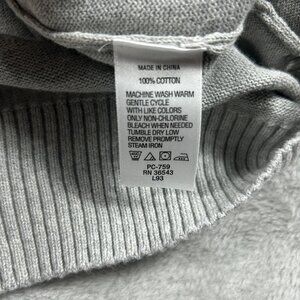 MADE IN CHINA
100% COTTON
MACHINE WASH WARM
GENTLE CYCLE
WITH LIKE COLORS
ONLY NON-CHLORINE
BLEACH WHEN NEEDED
TUMBLE DRY LOW
REMOVE PROMPTLY
STEAM IRON
PC-759
RN 36543
L93